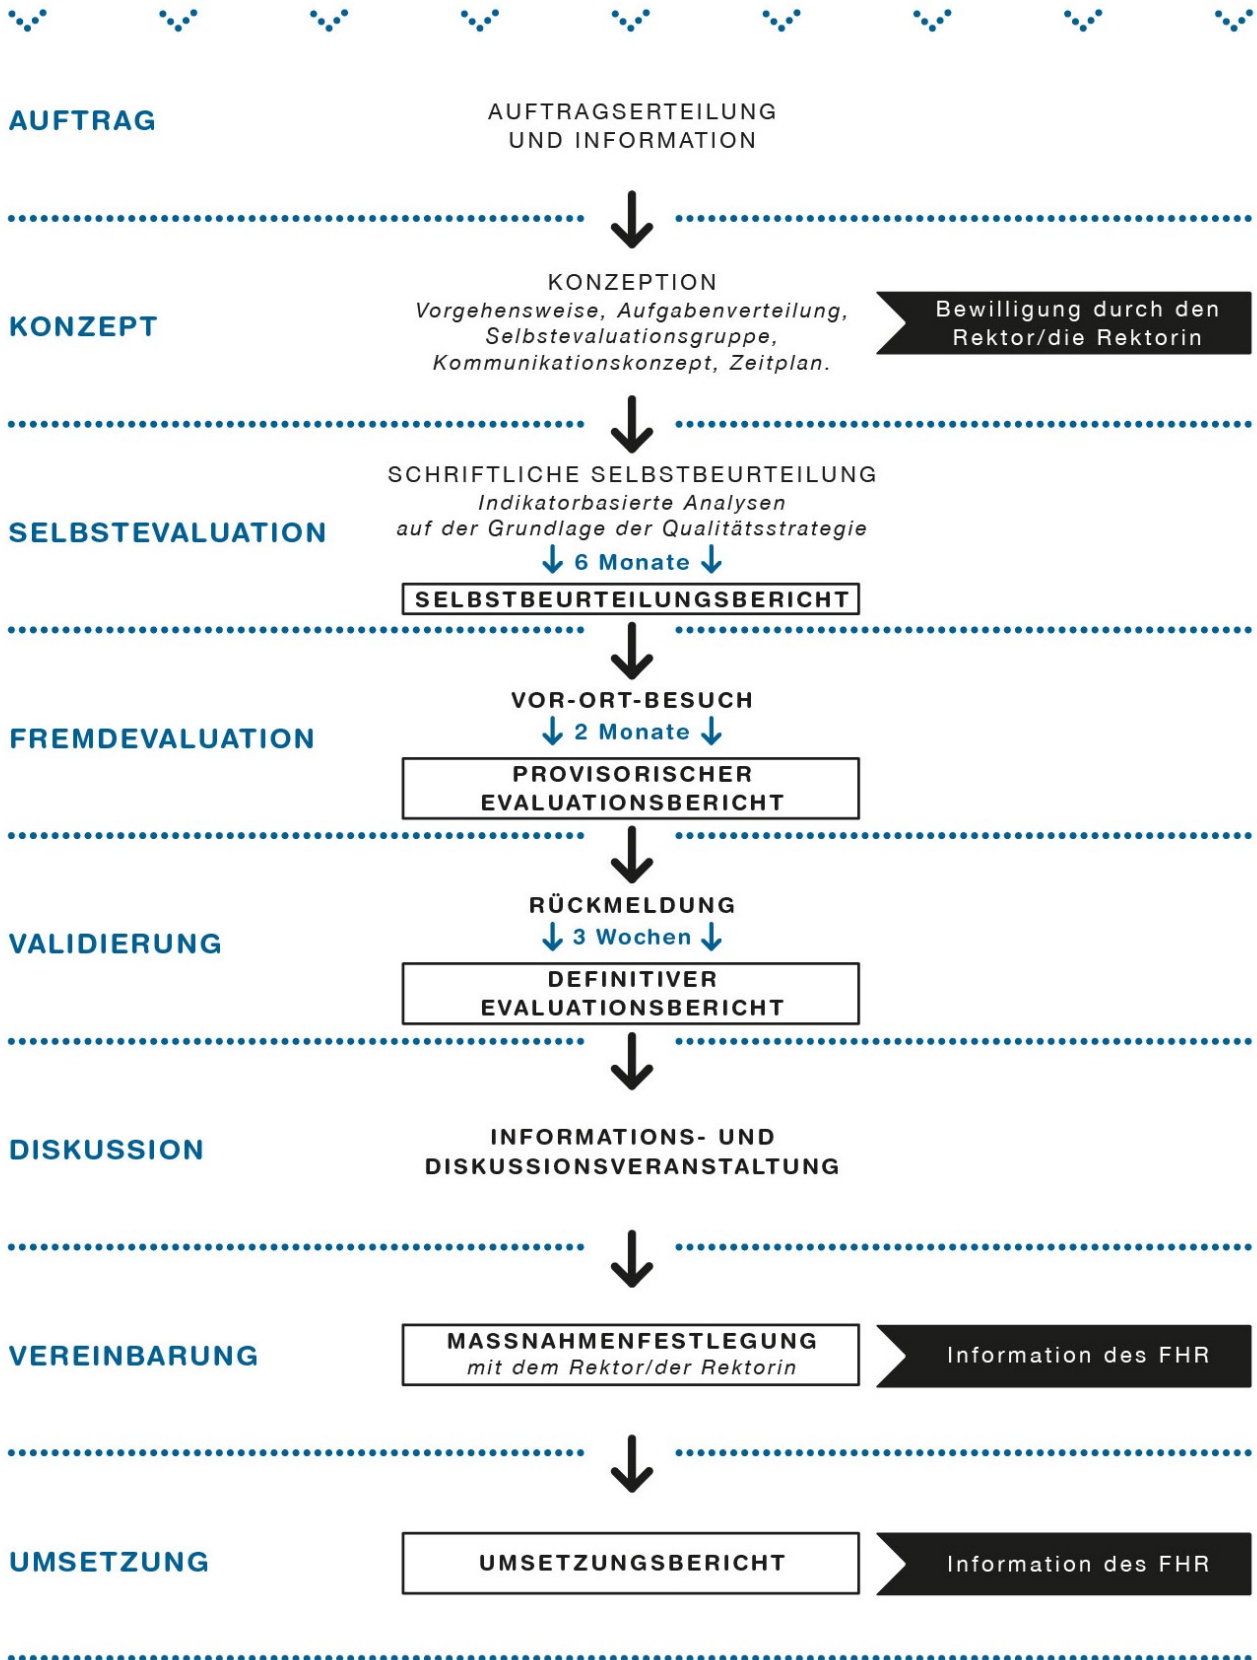 AUFTRAG
AUFTRAGSERTEILUNG
UND INFORMATION
KONZEPT
KONZEPTION
Vorgehensweise, Aufgabenverteilung,
Selbstevaluationsgruppe,
Kommunikationskonzept, Zeitplan.
Bewilligung durch den
Rektor/die Rektorin
SELBSTEVALUATION
SCHRIFTLICHE SELBSTBEURTEILUNG
Indikatorbasierte Analysen
auf der Grundlage der Qualitätsstrategie
6 Monate
SELBSTBEURTEILUNGSBERICHT
FREMDEVALUATION
VOR-ORT-BESUCH
2 Monate
PROVISORISCHER
EVALUATIONSBERICHT
VALIDIERUNG
RÜCKMELDUNG
3 Wochen
DEFINITIVER
EVALUATIONSBERICHT
DISKUSSION
INFORMATIONS- UND
DISKUSSIONSVERANSTALTUNG
VEREINBARUNG
MASSNAHMENFESTLEGUNG
mit dem Rektor/der Rektorin
Information des FHR
UMSETZUNG
UMSETZUNGSBERICHT
Information des FHR